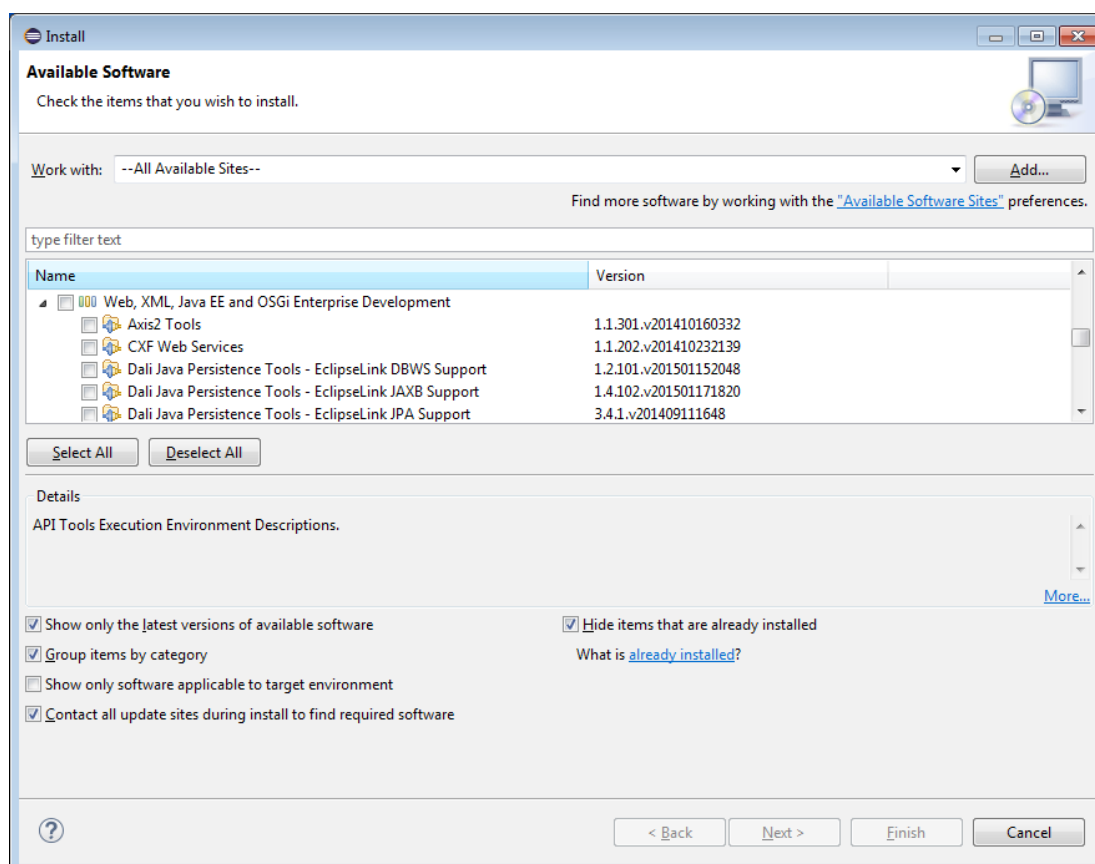 Install
Available Software
Check the items that you wish to install.
Work with: --All Available Sites-- Add...
Find more software by working with the "Available Software Sites" preferences.
type filter text
Name Version
Web, XML, Java EE and OSGi Enterprise Development
Axis2 Tools 1.1.301.v201410160332
CXF Web Services 1.1.202.v201410232139
Dali Java Persistence Tools - EclipseLink DBWS Support 1.2.101.v201501152048
Dali Java Persistence Tools - EclipseLink JAXB Support 1.4.102.v201501171820
Dali Java Persistence Tools - EclipseLink JPA Support 3.4.1.v201409111648
Select All Deselect All
Details
API Tools Execution Environment Descriptions.
More...
Show only the latest versions of available software Hide items that are already installed
Group items by category What is already installed?
Show only software applicable to target environment
Contact all update sites during install to find required software
? < Back Next > Finish Cancel